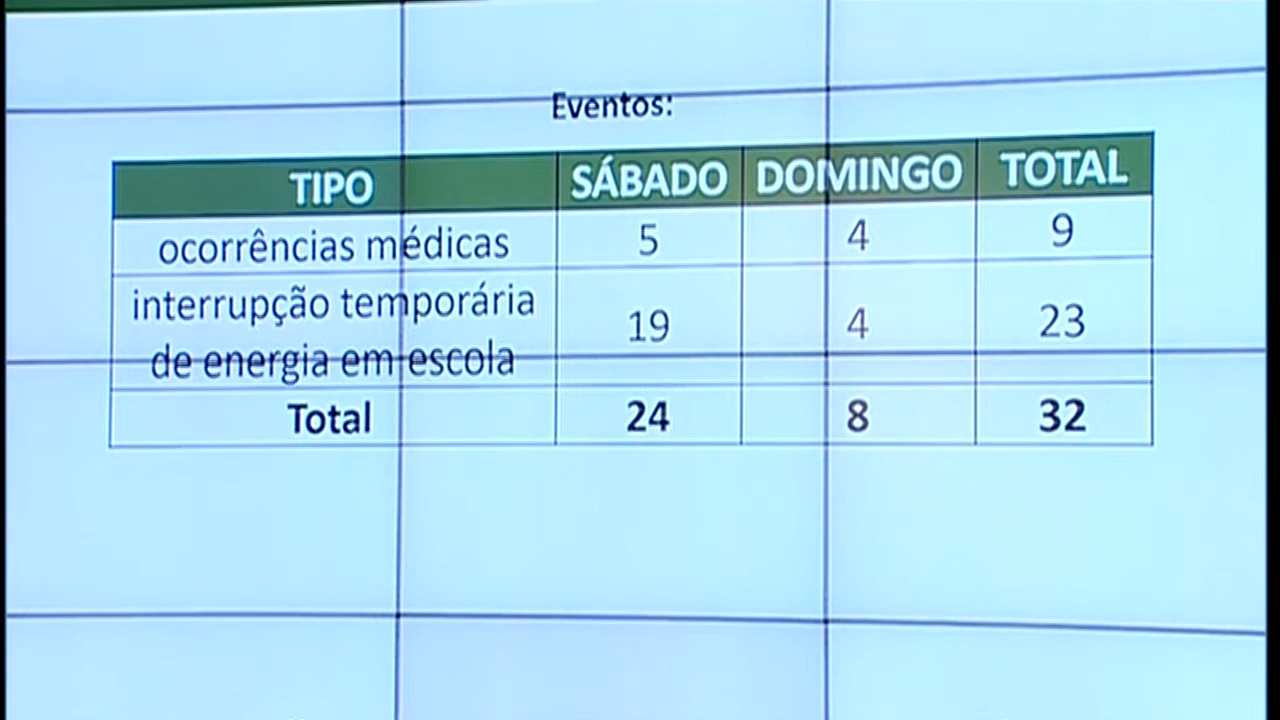 Eventos:
TIPO SÁBADO DOMINGO TOTAL
ocorrências médicas 5 4 9
interrupção temporária
de energia em escola 19 4 23
Total 24 8 32